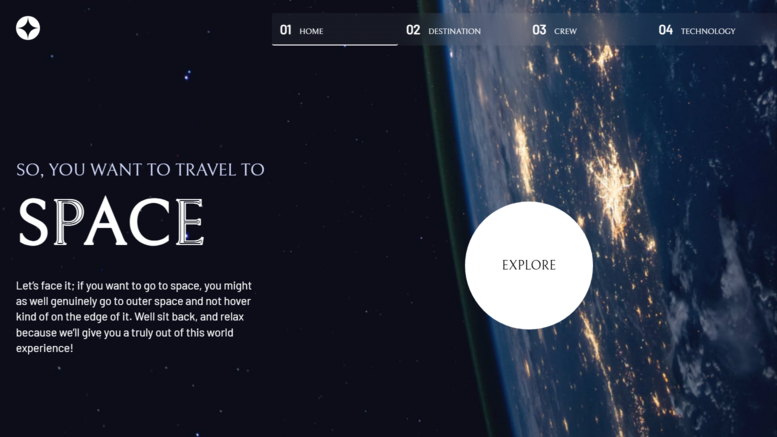 01 HOME
02 DESTINATION
03 CREW
04 TECHNOLOGY
SO, YOU WANT TO TRAVEL TO
SPACE
Let's face it; if you want to go to space, you might
as well genuinely go to outer space and not hover
kind of on the edge of it. Well sit back, and relax
because we'll give you a truly out of this world
experience!
EXPLORE